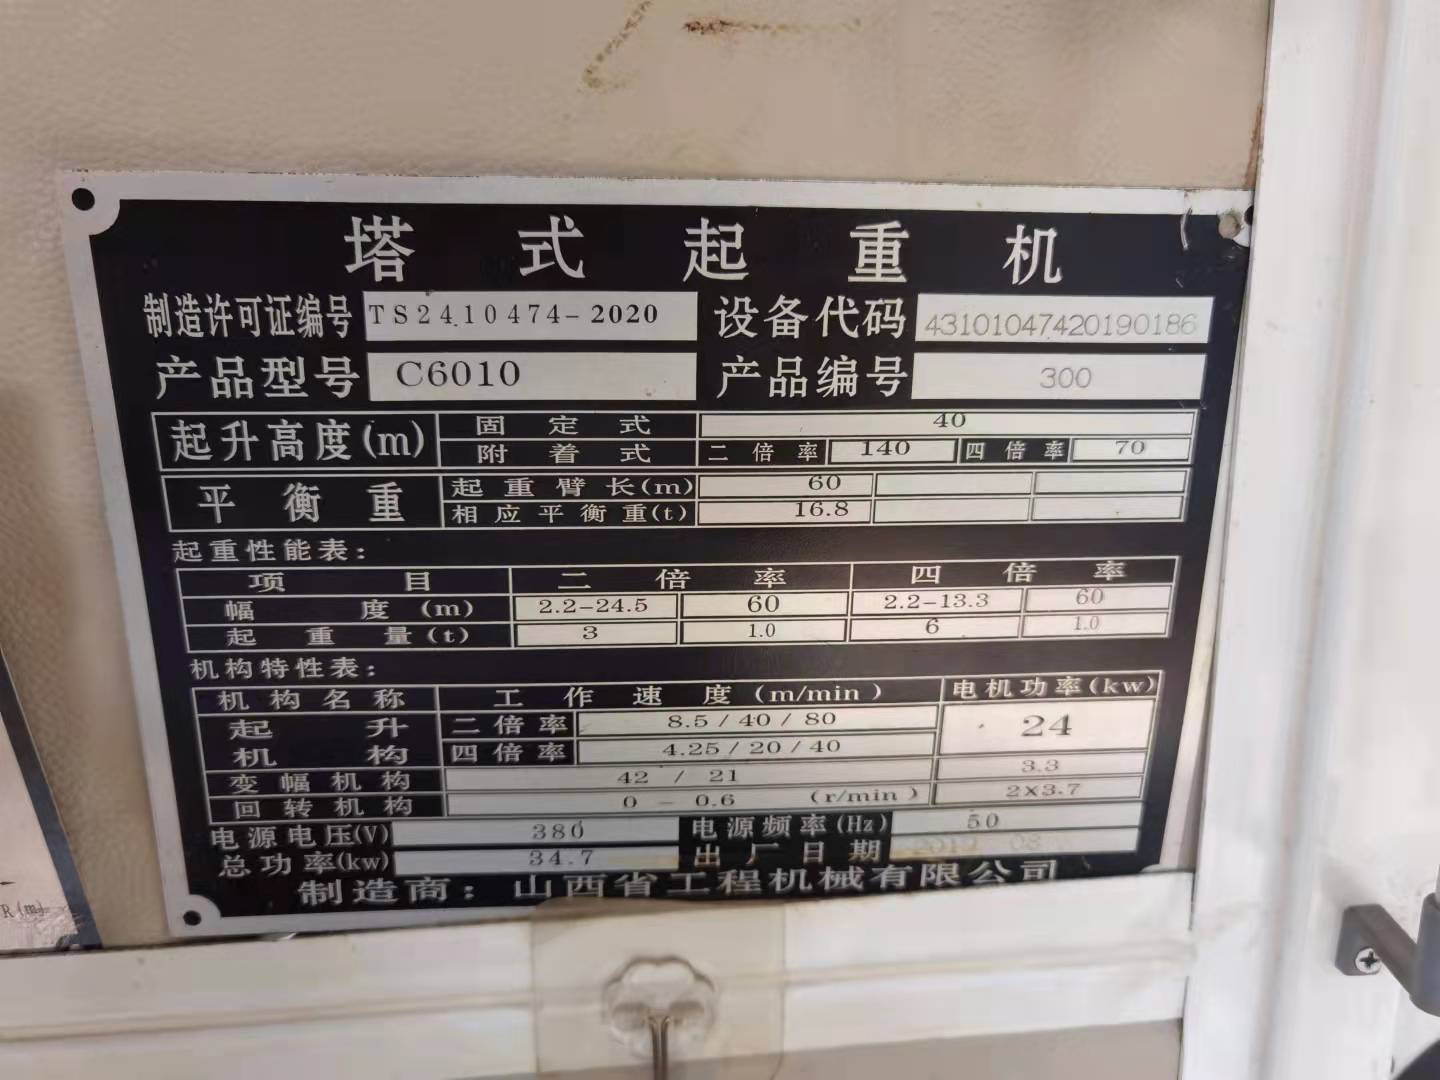 塔式起重机
制造许可证编号 TS2410474-2020 设备代码 43101047420190186
产品型号 C6010 产品编号 300
起升高度(m) 固定式 40
附着式 二倍率 140 四倍率 70
平衡重 起重臂长(m) 60
相应平衡重(t) 16.8
起重性能表:
项目 二倍率 四倍率
幅度(m) 2.2-24.5 60 2.2-13.3 60
起重量(t) 3 1.0 6 1.0
机构特性表:
机构名称 工作速度(m/min) 电机功率(kw)
起升机构 二倍率 8.5/40/80 24
四倍率 4.25/20/40
变幅机构 42 / 21 3.3
回转机构 0-0.6 (r/min) 2×3.7
电源电压(V) 380 电源频率(Hz) 50
总功率(kw) 34.7 出厂日期
制造商:山西省工程机械有限公司
R(m)